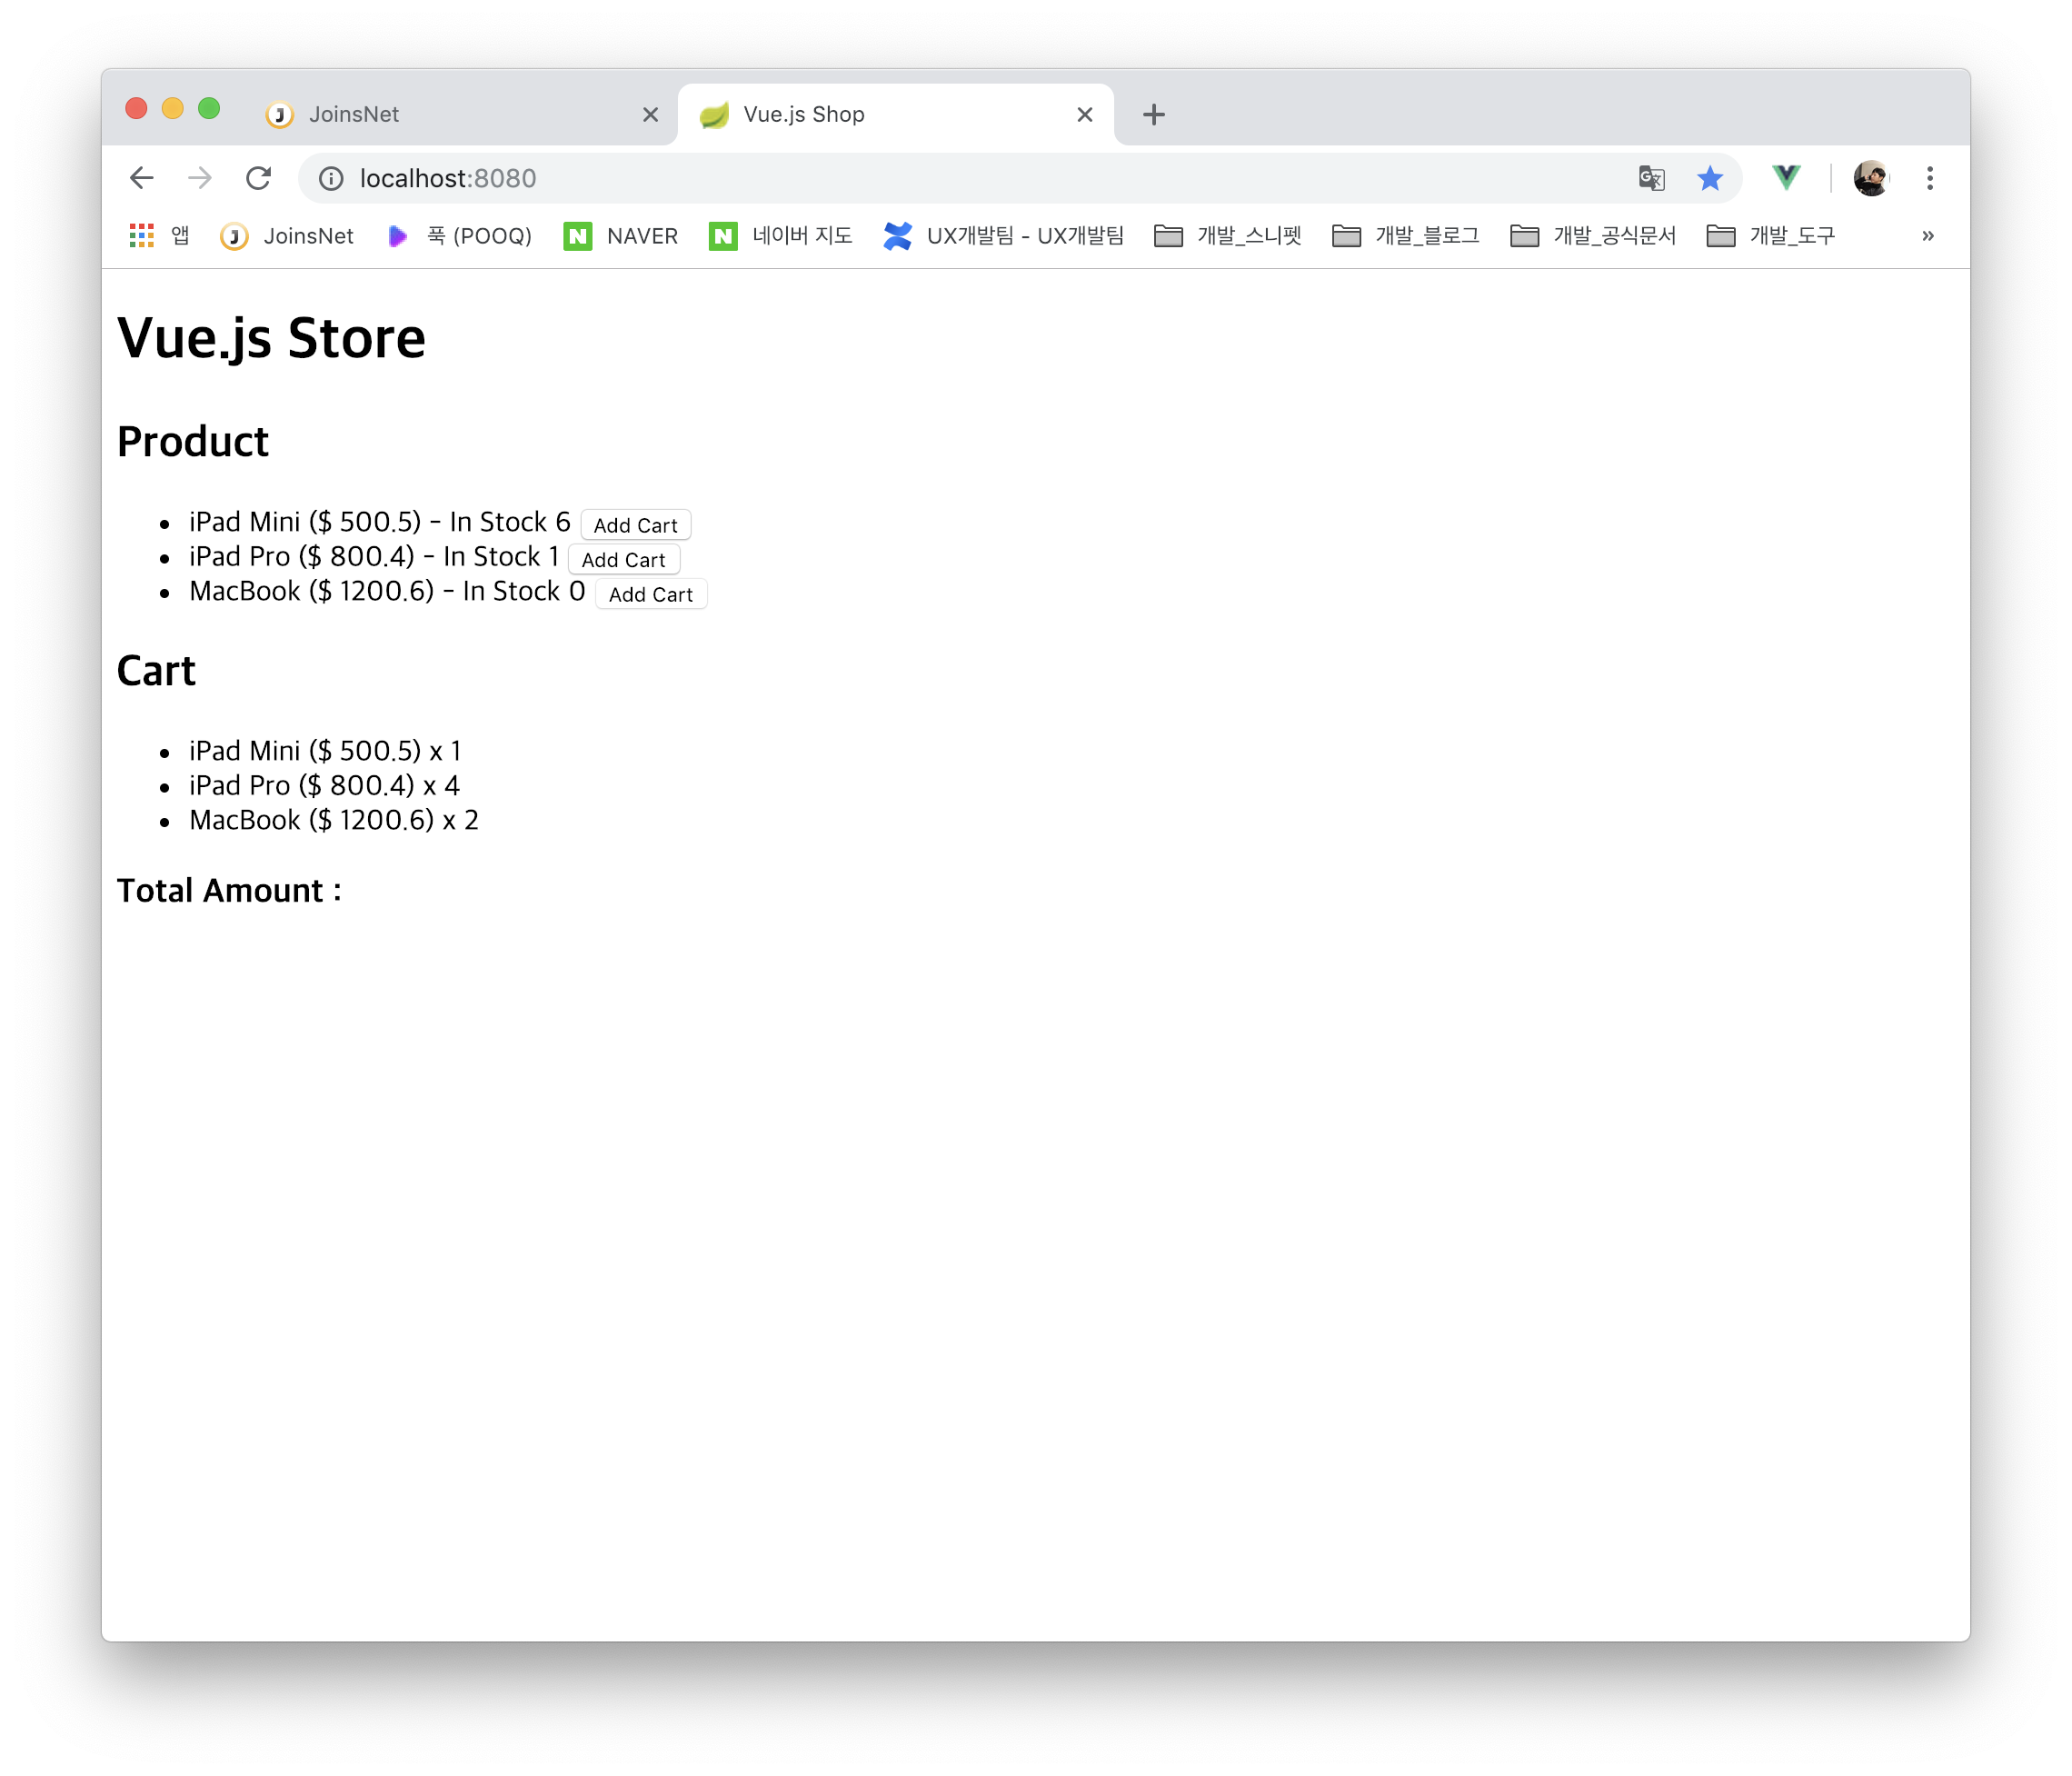 JoinsNet
Vue.js Shop
localhost:8080
앱 JoinsNet 푹 (POOQ) NAVER 네이버 지도 UX개발팀 - UX개발팀 개발_스니펫 개발_블로그 개발_공식문서 개발_도구 »
Vue.js Store
Product
• iPad Mini ($ 500.5) - In Stock 6 Add Cart
• iPad Pro ($ 800.4) - In Stock 1 Add Cart
• MacBook ($ 1200.6) - In Stock 0 Add Cart
Cart
• iPad Mini ($ 500.5) x 1
• iPad Pro ($ 800.4) x 4
• MacBook ($ 1200.6) x 2
Total Amount :